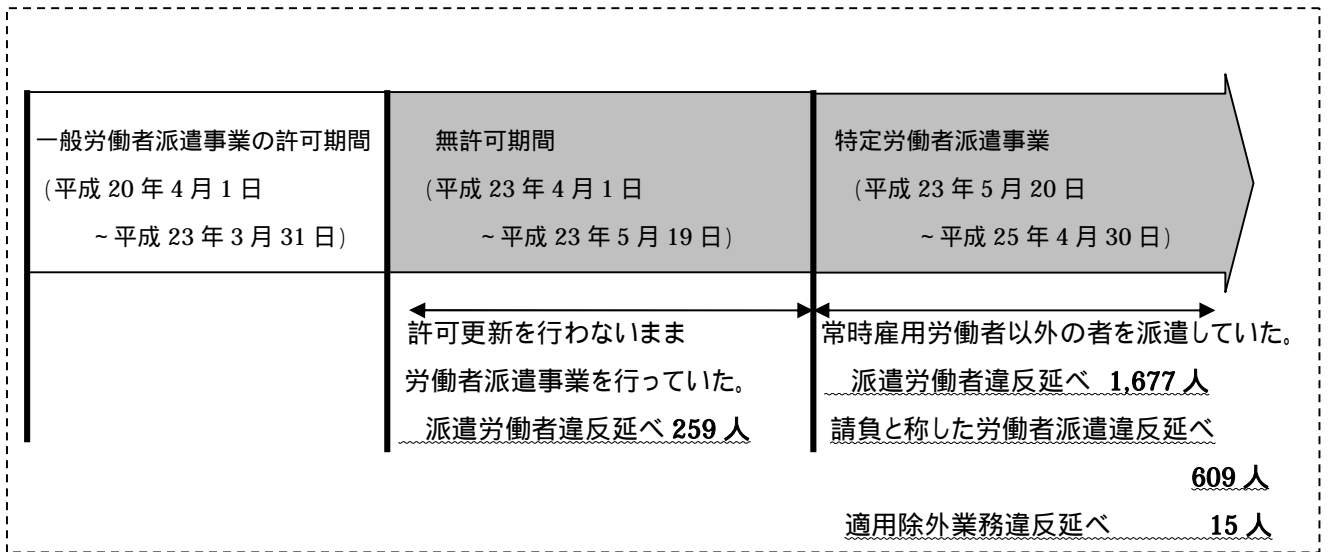 一般労働者派遣事業の許可期間
(平成 20 年 4 月 1 日
~平成 23 年 3 月 31 日)
無許可期間
(平成 23 年 4 月 1 日
~平成 23 年 5 月 19 日)
特定労働者派遣事業
(平成 23 年 5 月 20 日
~平成 25 年 4 月 30 日)
許可更新を行わないまま
労働者派遣事業を行っていた。
派遣労働者違反延べ 259 人
常時雇用労働者以外の者を派遣していた。
派遣労働者違反延べ 1,677 人
請負と称した労働者派遣違反延べ
609 人
適用除外業務違反延べ 15 人